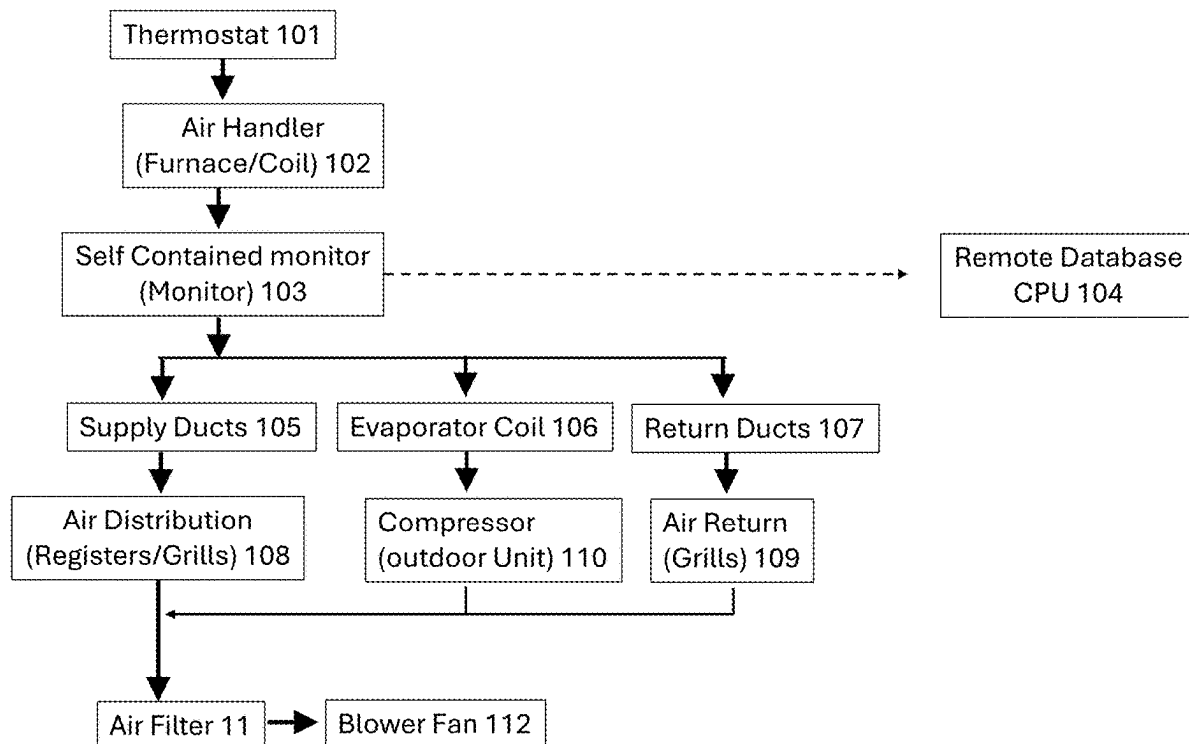 Thermostat 101
Air Handler
(Furnace/Coil) 102
Self Contained monitor
(Monitor) 103
Remote Database
CPU 104
Supply Ducts 105
Evaporator Coil 106
Return Ducts 107
Air Distribution
(Registers/Grills) 108
Compressor
(outdoor Unit) 110
Air Return
(Grills) 109
Air Filter 11
Blower Fan 112